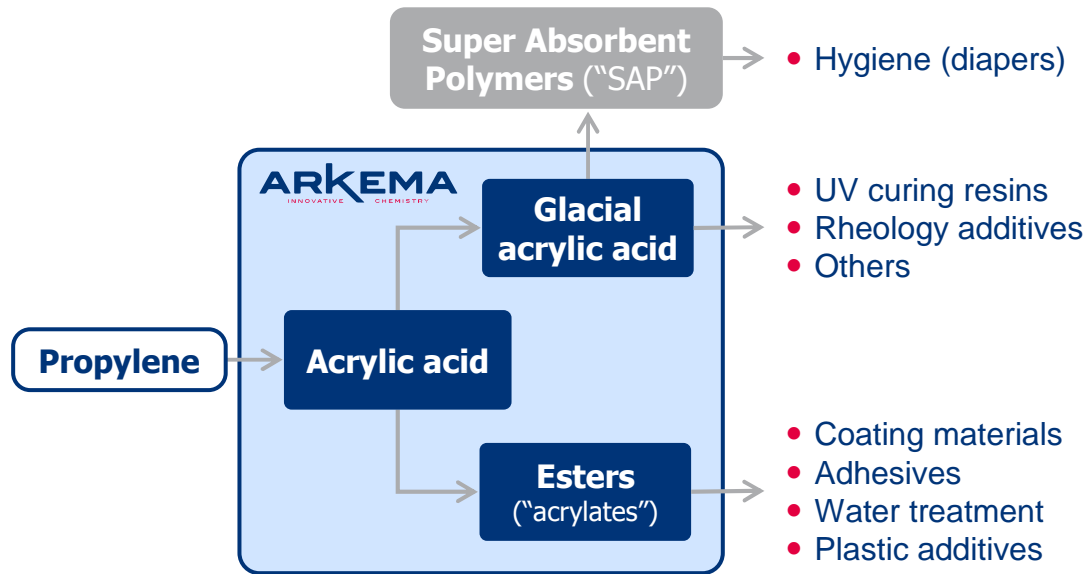 Super Absorbent
Polymers (“SAP”)
• Hygiene (diapers)
ARKEMA
INNOVATIVE CHEMISTRY
Glacial
acrylic acid
• UV curing resins
• Rheology additives
• Others
Propylene
Acrylic acid
Esters
(“acrylates”)
• Coating materials
• Adhesives
• Water treatment
• Plastic additives